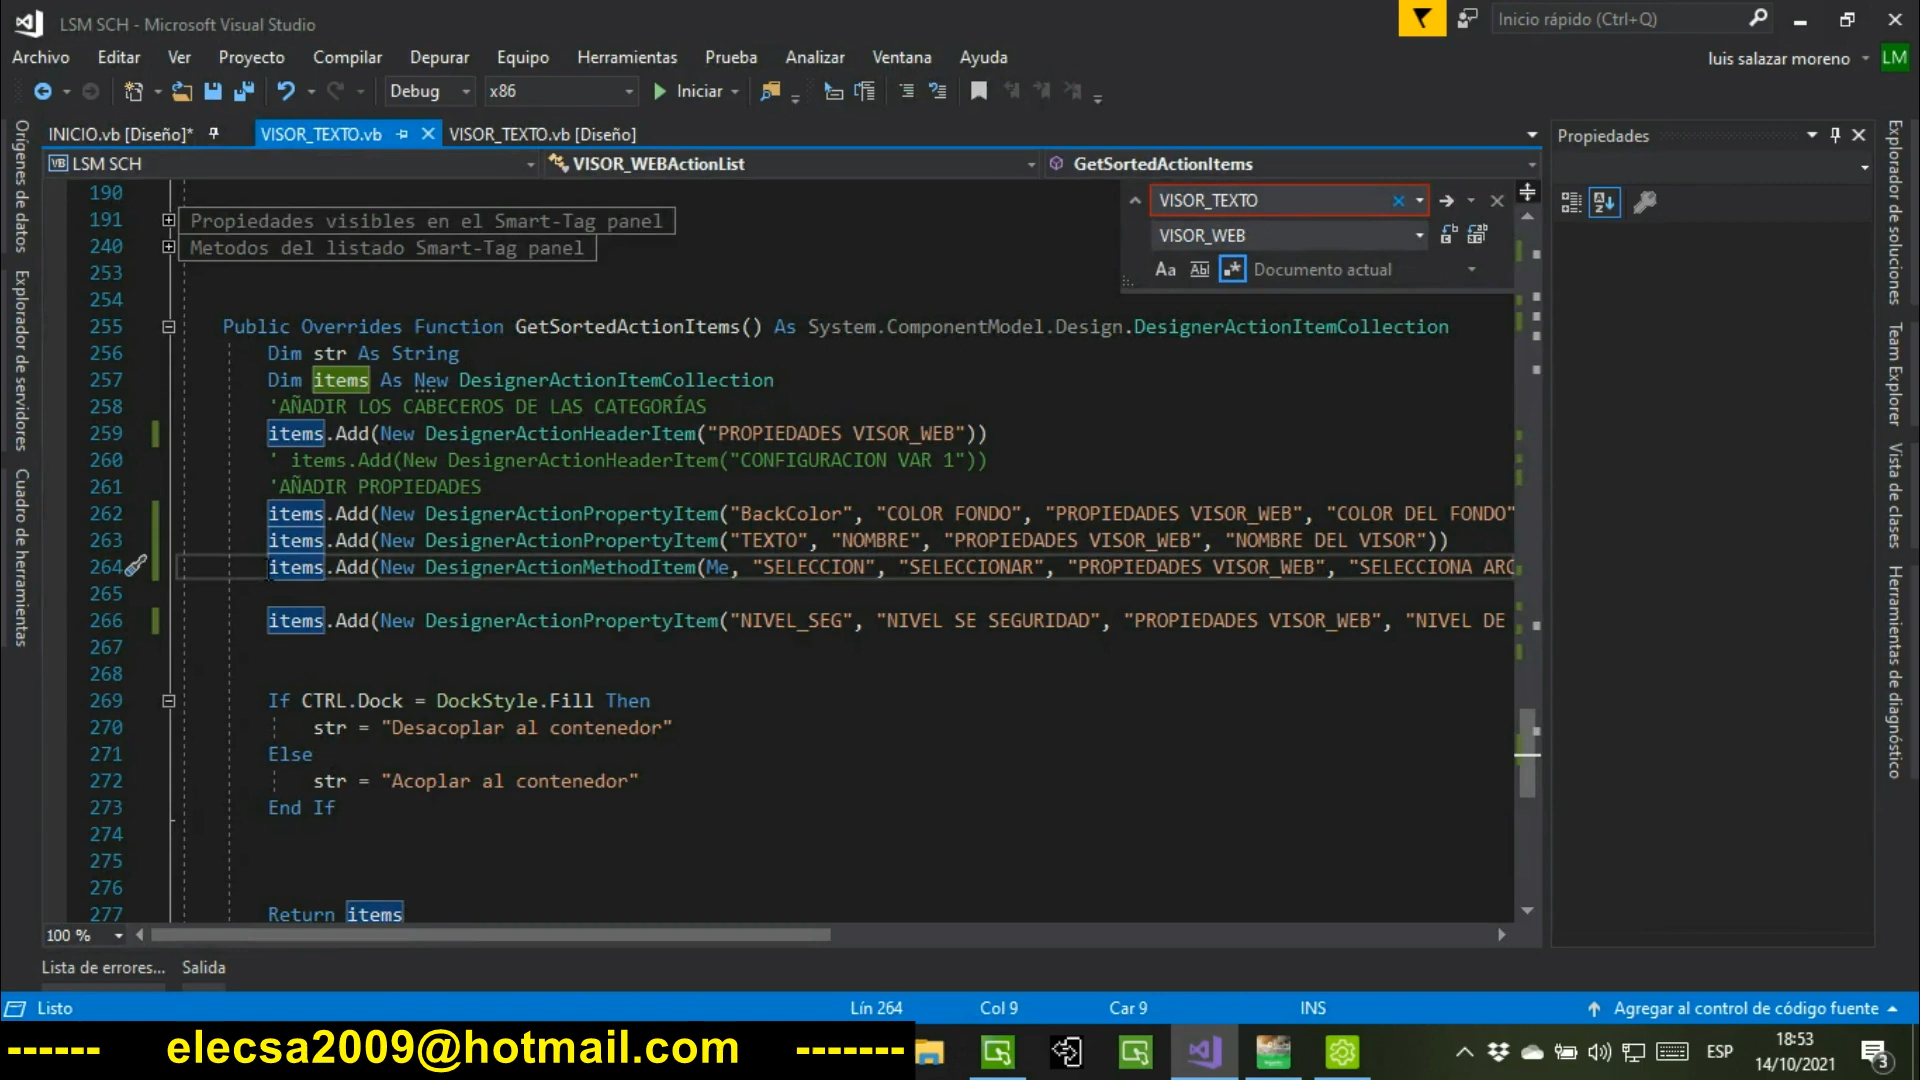 LSM SCH - Microsoft Visual Studio
Inicio rápido (Ctrl+Q)
Archivo Editar Ver Proyecto Compilar Depurar Equipo Herramientas Prueba Analizar Ventana Ayuda
luis salazar moreno LM
Debug x86 Iniciar
INICIO.vb [Diseño]* VISOR_TEXTO.vb VISOR_TEXTO.vb [Diseño]
Propiedades
VB LSM SCH VISOR_WEBActionList GetSortedActionItems
Orígenes de datos
Explorador de servidores
Cuadro de herramientas
VISOR_TEXTO
VISOR_WEB
Aa Abl .* Documento actual
190
191 Propiedades visibles en el Smart-Tag panel
240 Metodos del listado Smart-Tag panel
253
254
255 Public Overrides Function GetSortedActionItems() As System.ComponentModel.Design.DesignerActionItemCollection
256 Dim str As String
257 Dim items As New DesignerActionItemCollection
258 'AÑADIR LOS CABECEROS DE LAS CATEGORÍAS
259 items.Add(New DesignerActionHeaderItem("PROPIEDADES VISOR_WEB"))
260 ' items.Add(New DesignerActionHeaderItem("CONFIGURACION VAR 1"))
261 'AÑADIR PROPIEDADES
262 items.Add(New DesignerActionPropertyItem("BackColor", "COLOR FONDO", "PROPIEDADES VISOR_WEB", "COLOR DEL FONDO"
263 items.Add(New DesignerActionPropertyItem("TEXTO", "NOMBRE", "PROPIEDADES VISOR_WEB", "NOMBRE DEL VISOR"))
264 items.Add(New DesignerActionMethodItem(Me, "SELECCION", "SELECCIONAR", "PROPIEDADES VISOR_WEB", "SELECCIONA ARC
265
266 items.Add(New DesignerActionPropertyItem("NIVEL_SEG", "NIVEL SE SEGURIDAD", "PROPIEDADES VISOR_WEB", "NIVEL DE
267
268
269 If CTRL.Dock = DockStyle.Fill Then
270 str = "Desacoplar al contenedor"
271 Else
272 str = "Acoplar al contenedor"
273 End If
274
275
276
277 Return items
100 %
Explorador de soluciones
Team Explorer
Vista de clases
Herramientas de diagnóstico
Lista de errores... Salida
Listo Lín 264 Col 9 Car 9 INS Agregar al control de código fuente
------ elecsa2009@hotmail.com -------
ESP
18:53
14/10/2021
3